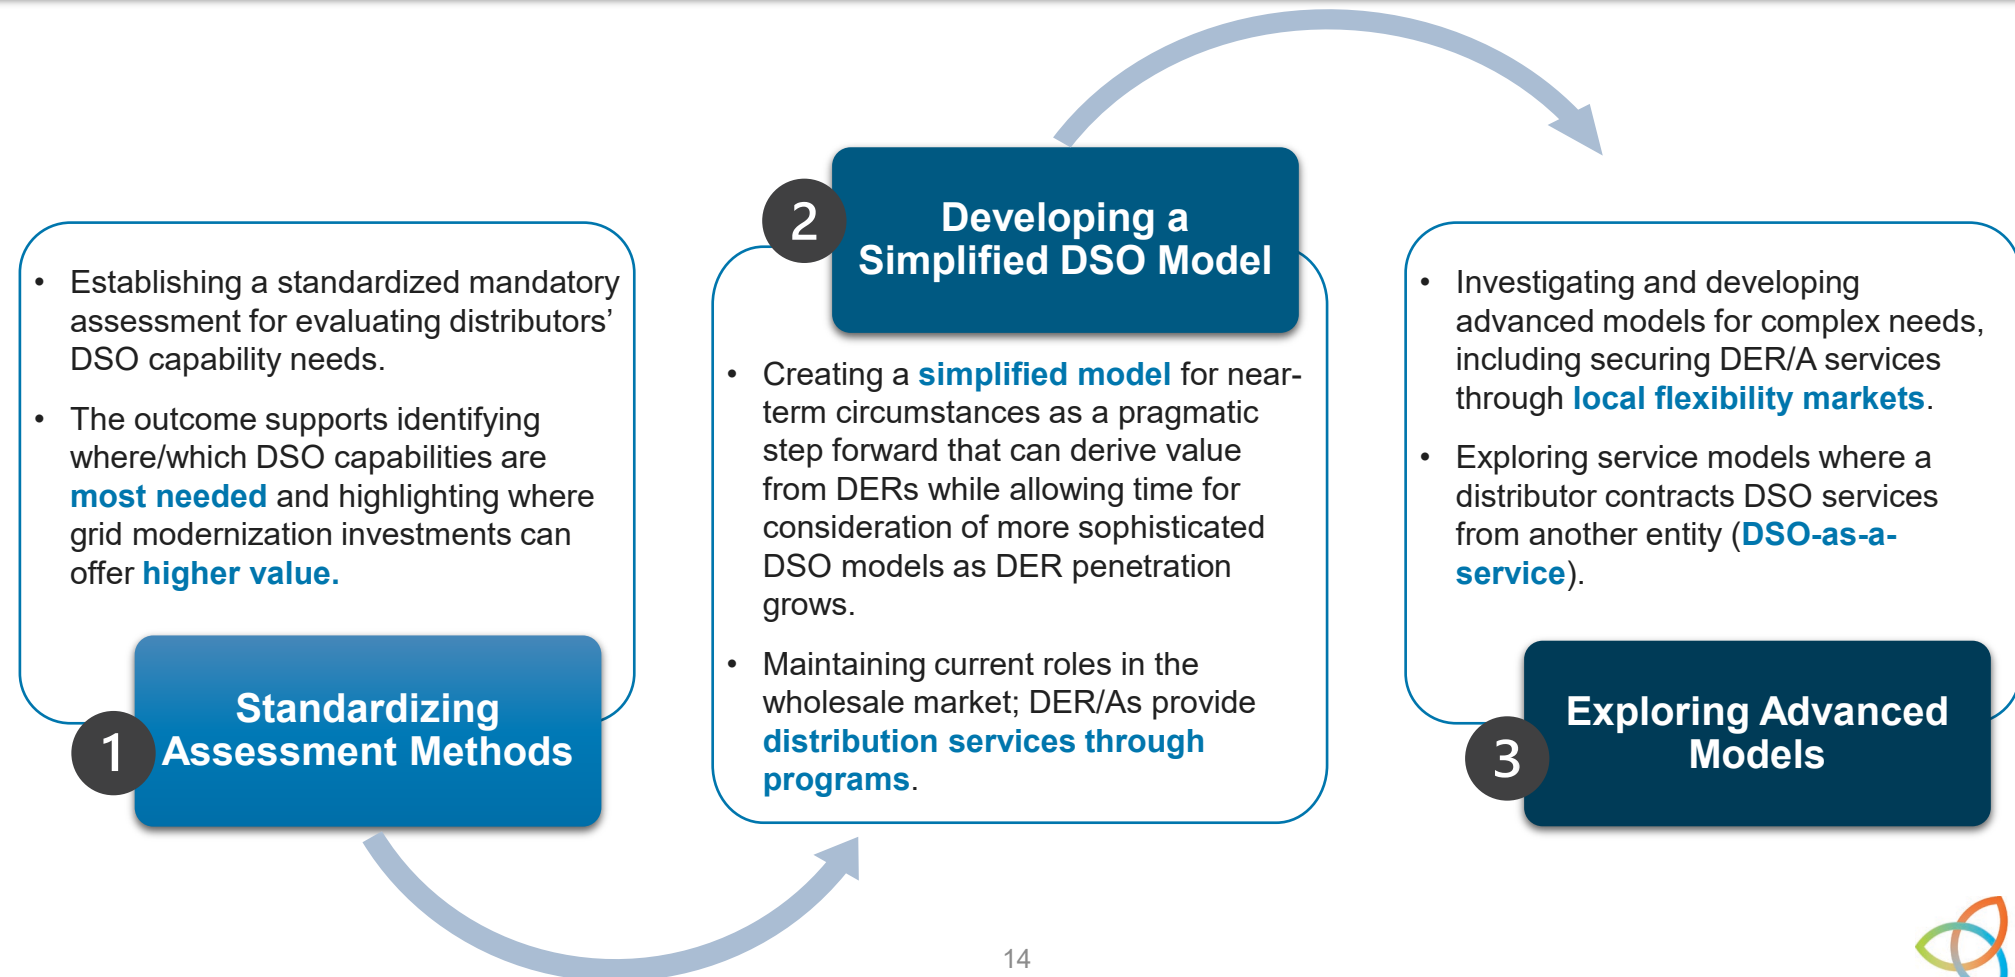 • Establishing a standardized mandatory
assessment for evaluating distributors’
DSO capability needs.
• The outcome supports identifying
where/which DSO capabilities are
most needed and highlighting where
grid modernization investments can
offer higher value.
1
Standardizing
Assessment Methods
2
Developing a
Simplified DSO Model
• Creating a simplified model for near-
term circumstances as a pragmatic
step forward that can derive value
from DERs while allowing time for
consideration of more sophisticated
DSO models as DER penetration
grows.
• Maintaining current roles in the
wholesale market; DER/As provide
distribution services through
programs.
• Investigating and developing
advanced models for complex needs,
including securing DER/A services
through local flexibility markets.
• Exploring service models where a
distributor contracts DSO services
from another entity (DSO-as-a-
service).
3
Exploring Advanced
Models
14